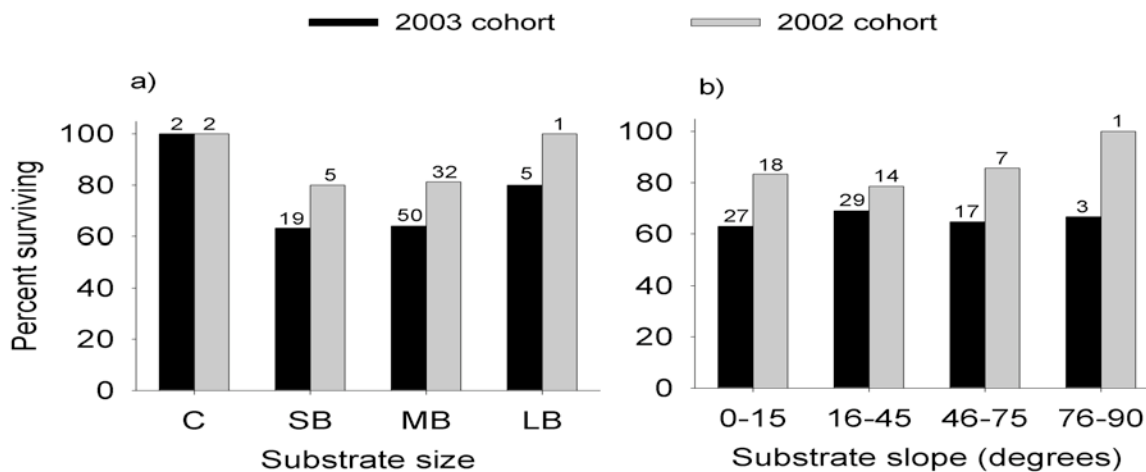 2003 cohort 2002 cohort
a)
Percent surviving
100
80
60
40
20
0
2 2
19 5
50 32
5 1
C SB MB LB
Substrate size
b)
100
80
60
40
20
0
27 18
29 14
17 7
3 1
0-15 16-45 46-75 76-90
Substrate slope (degrees)